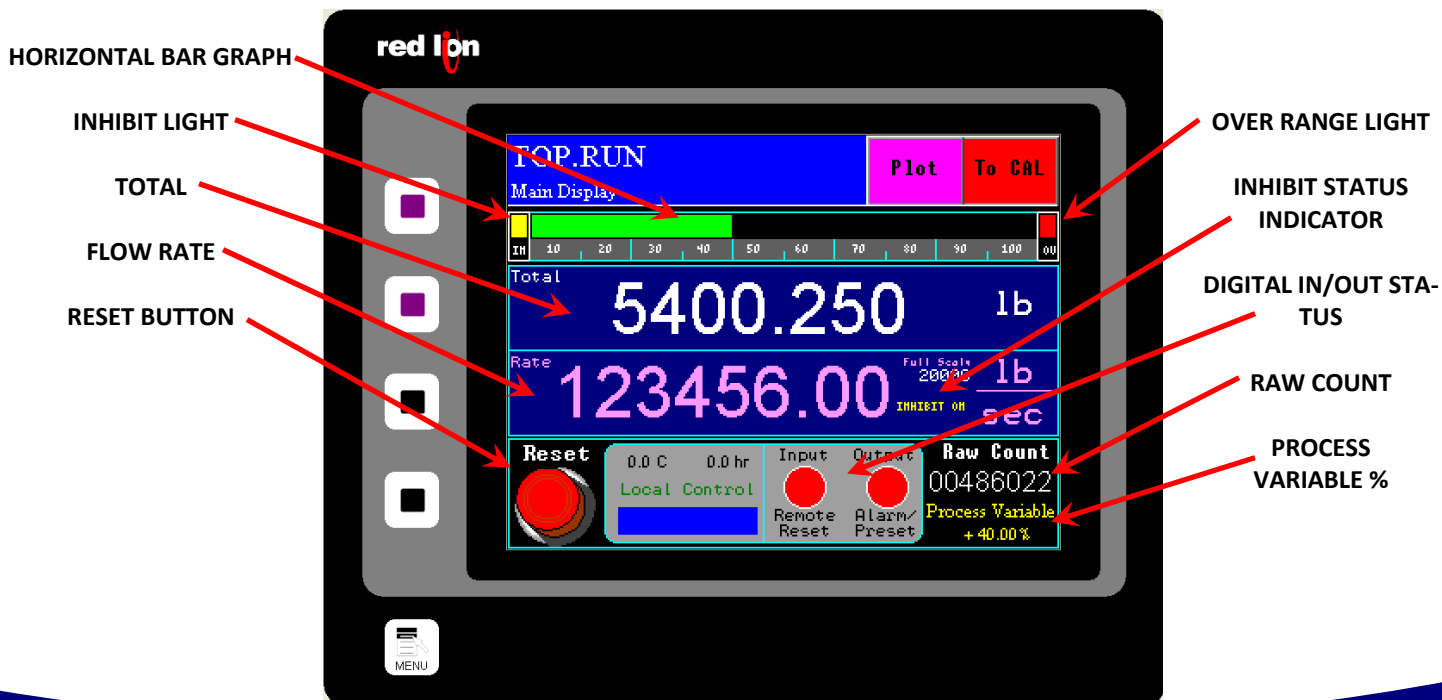 red lion
HORIZONTAL BAR GRAPH
INHIBIT LIGHT
TOTAL
FLOW RATE
RESET BUTTON
TOP.RUN
Main Display
Plot
To CAL
IN 10 20 30 40 50 60 70 80 90 100 OV
Total
5400.250 lb
Rate
123456.00
Full Scale
20000
INHIBIT ON
lb
sec
Reset
0.0 C 0.0 hr
Local Control
Input Output
Remote
Reset
Alarm/
Preset
Raw Count
00486022
Process Variable
+ 40.00 %
MENU
OVER RANGE LIGHT
INHIBIT STATUS
INDICATOR
DIGITAL IN/OUT STA-
TUS
RAW COUNT
PROCESS
VARIABLE %